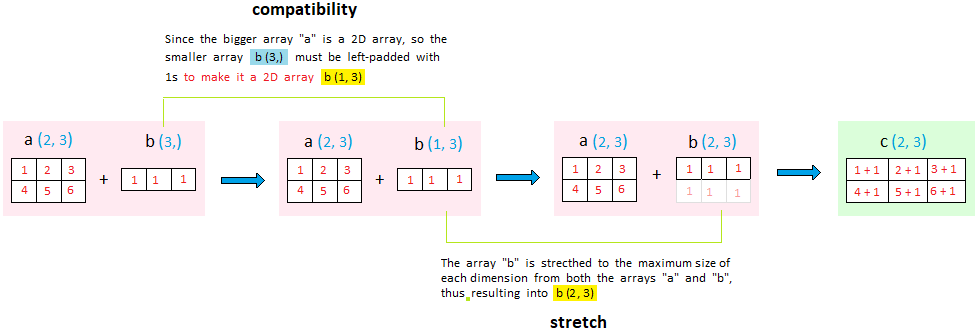 compatibility
Since the bigger array "a" is a 2D array, so the
smaller array b (3,) must be left-padded with
1s to make it a 2D array b (1, 3)
a (2, 3) b (3,) a (2, 3) b (1, 3) a (2, 3) b (2, 3) c (2, 3)
1 2 3 1 2 3 1 2 3 1 1 1 1 + 1 2 + 1 3 + 1
+ 1 1 1 + 1 1 1 +
4 5 6 4 5 6 4 5 6 1 1 1 4 + 1 5 + 1 6 + 1
The array "b" is strecthed to the maximum size of
each dimension from both the arrays "a" and "b",
thus resulting into b (2, 3)
stretch